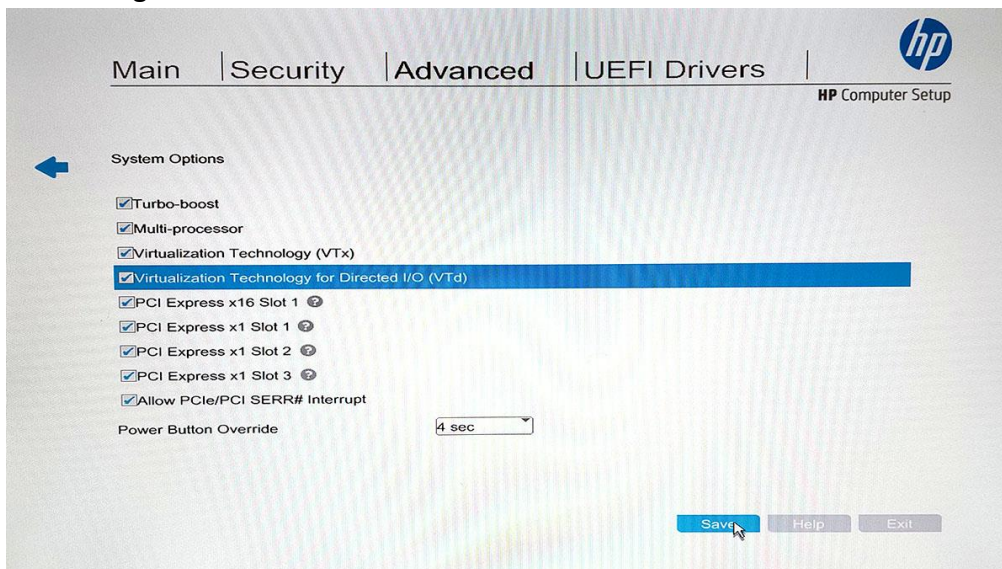 hp
Main Security Advanced UEFI Drivers
HP Computer Setup
System Options
Turbo-boost
Multi-processor
Virtualization Technology (VTx)
Virtualization Technology for Directed I/O (VTd)
PCI Express x16 Slot 1 ?
PCI Express x1 Slot 1 ?
PCI Express x1 Slot 2 ?
PCI Express x1 Slot 3 ?
Allow PCIe/PCI SERR# Interrupt
Power Button Override 4 sec
Save Help Exit